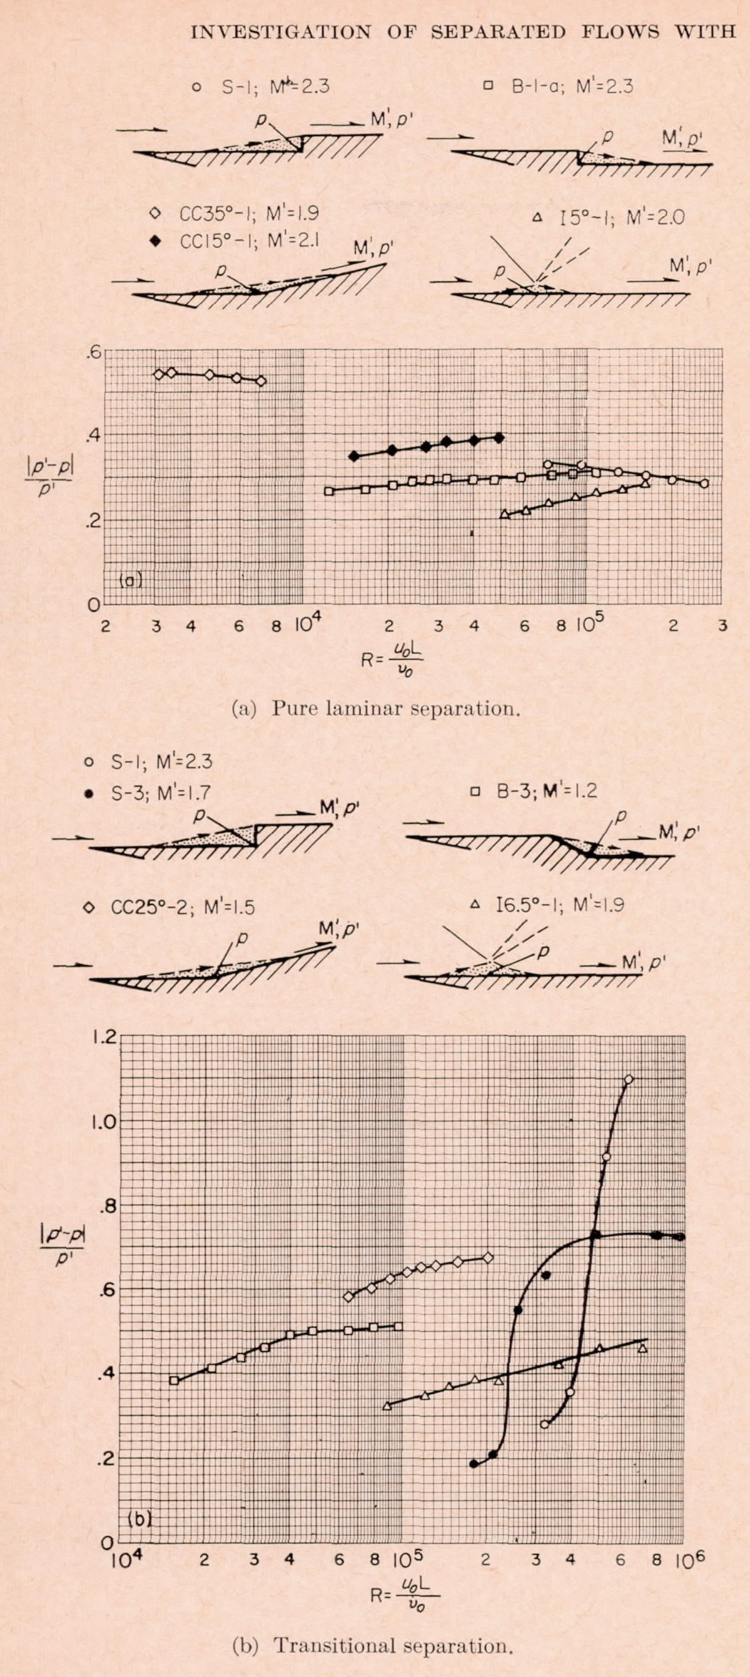 INVESTIGATION OF SEPARATED FLOWS WITH
S-1; M'=2.3
B-1-a; M'=2.3
p
M', p'
p
M', p'
CC35°-1; M'=1.9
CC15°-1; M'=2.1
I5°-1; M'=2.0
p
M', p'
p
M', p'
.6
.4
.2
0
|p'-p|
p'
(a)
2 3 4 6 8 10⁴ 2 3 4 6 8 10⁵ 2 3
R= u₀L
υ₀
(a) Pure laminar separation.
S-1; M'=2.3
S-3; M'=1.7
B-3; M'=1.2
p
M', p'
p
M', p'
CC25°-2; M'=1.5
I6.5°-1; M'=1.9
p
M', p'
p
M', p'
1.2
1.0
.8
.6
.4
.2
0
|p'-p|
p'
(b)
10⁴ 2 3 4 6 8 10⁵ 2 3 4 6 8 10⁶
R= u₀L
υ₀
(b) Transitional separation.